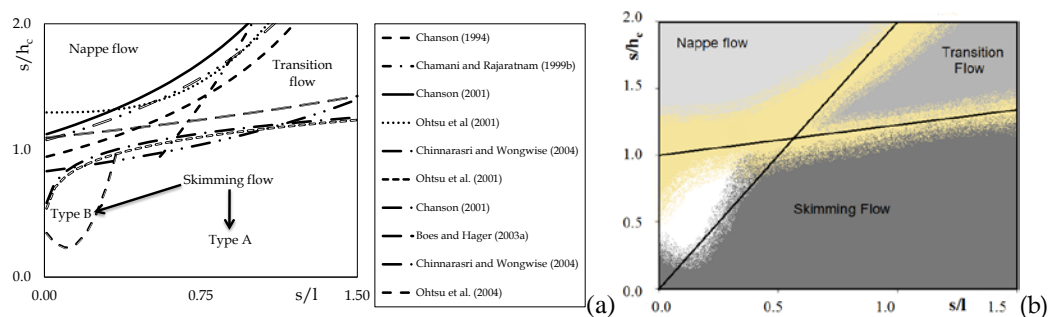 2.0
s/h_c
Nappe flow
Transition
flow
1.0
Skimming flow
Type B
Type A
0.0
0.00
0.75
s/l
1.50
Chanson (1994)
Chamani and Rajaratnam (1999b)
Chanson (2001)
Ohtsu et al (2001)
Chinnarasri and Wongwise (2004)
Ohtsu et al. (2001)
Chanson (2001)
Boes and Hager (2003a)
Chinnarasri and Wongwise (2004)
Ohtsu et al. (2004)
(a)
2.0
s/h_c
1.5
1.0
0.5
0.0
Nappe flow
Transition
Flow
Skimming Flow
0.0
0.5
1.0
1.5
s/l
(b)